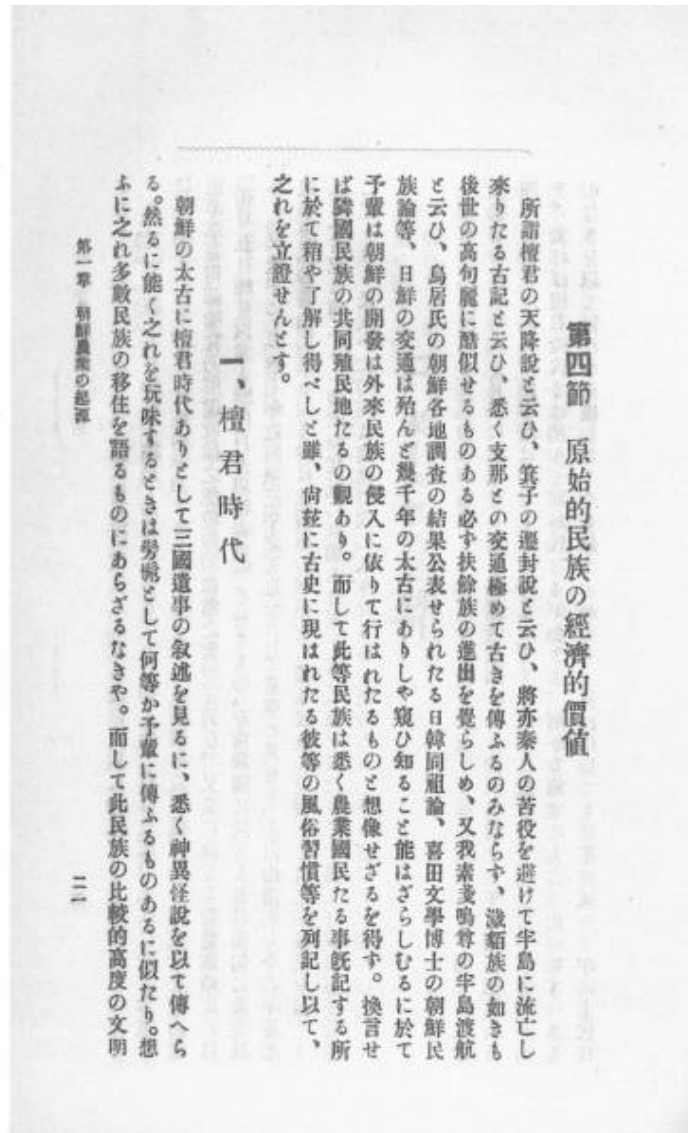 第四節　原始的民族の經濟的價値
所謂檀君の天降說と云ひ、箕子の遷封說と云ひ、將亦秦人の苦役を避けて半島に流亡し
來りたる古記と云ひ、悉く支那との交通極めて古きを傳ふるのみならず、濊貊族の如きも
後世の高句麗に酷似せるものある必ず扶餘族の進出を覺らしめ、又我素戔嗚尊の半島渡航
と云ひ、鳥居氏の朝鮮各地調査の結果公表せられたる日韓同祖論、喜田文學博士の朝鮮民
族論等、日鮮の交通は殆んど幾千年の太古にありしや窺ひ知ること能はざらしむるに於て
予輩は朝鮮の開發は外來民族の侵入に依りて行はれたるものと想像せざるを得す。換言せ
ば隣國民族の共同殖民地たるの觀あり。而して此等民族は悉く農業國民たる事旣記する所
に於て稍や了解し得べしと雖、尙玆に古史に現はれたる彼等の風俗習慣等を列記し以て、
之れを立證せんとす。
一、檀君時代
朝鮮の太古に檀君時代ありとして三國遺事の叙述を見るに、悉く神異怪說を以て傳へら
る。然るに能く之れを玩味するときは髣髴として何等か予輩に傳ふるものあるに似たり。想
ふに之れ多數民族の移住を語るものにあらざるなきや。而して此民族の比較的高度の文明
第一章　朝鮮農業の起源
二一